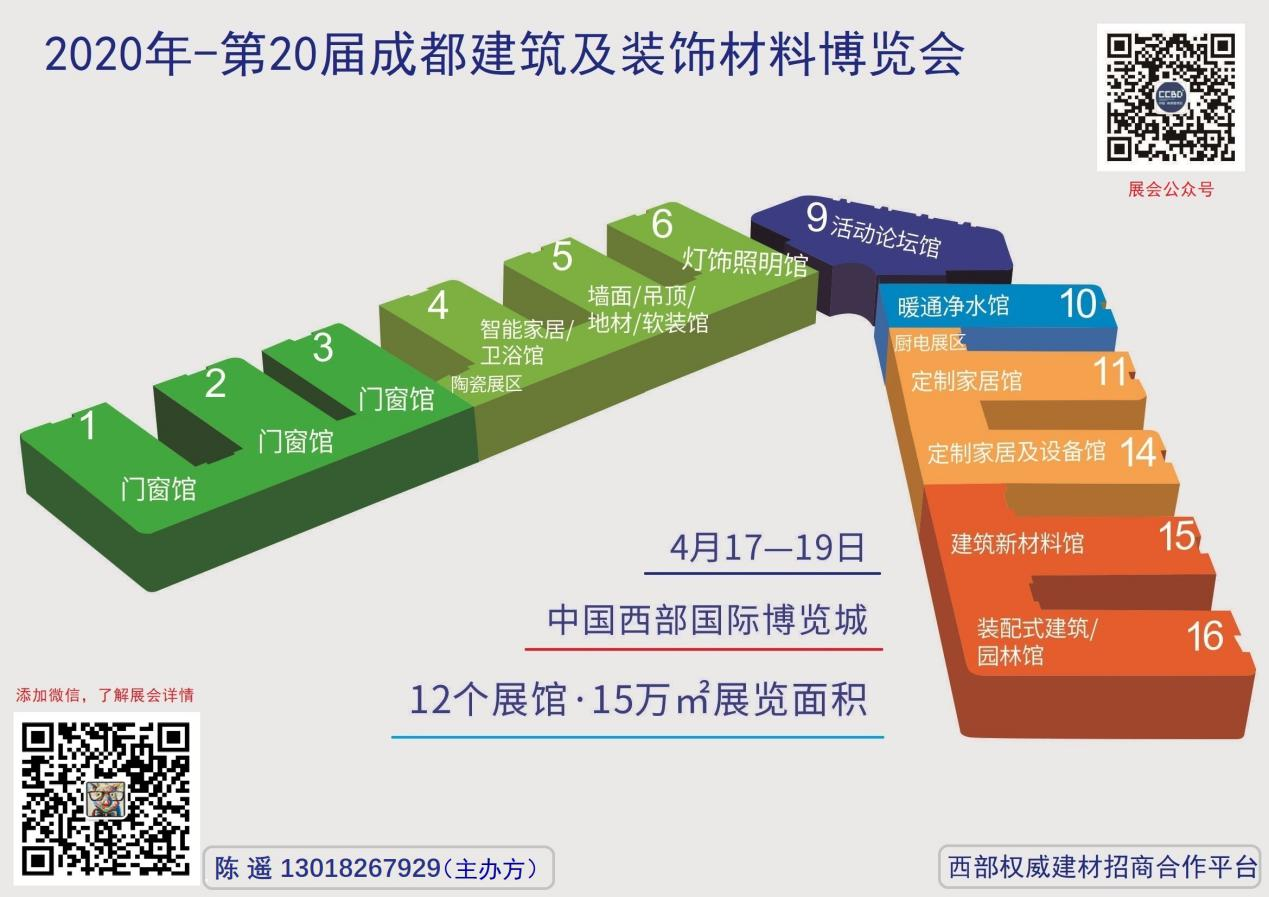 2020年-第20届成都建筑及装饰材料博览会
CCBD
展会公众号
1
门窗馆
2
门窗馆
3
门窗馆
4
智能家居/
卫浴馆
陶瓷展区
5
墙面/吊顶/
地材/软装馆
6
灯饰照明馆
9 活动论坛馆
暖通净水馆 10
厨电展区
定制家居馆 11
定制家居及设备馆 14
建筑新材料馆 15
装配式建筑/
园林馆
16
4月17—19日
中国西部国际博览城
12个展馆·15万㎡展览面积
添加微信，了解展会详情
陈 遥 13018267929（主办方）
西部权威建材招商合作平台